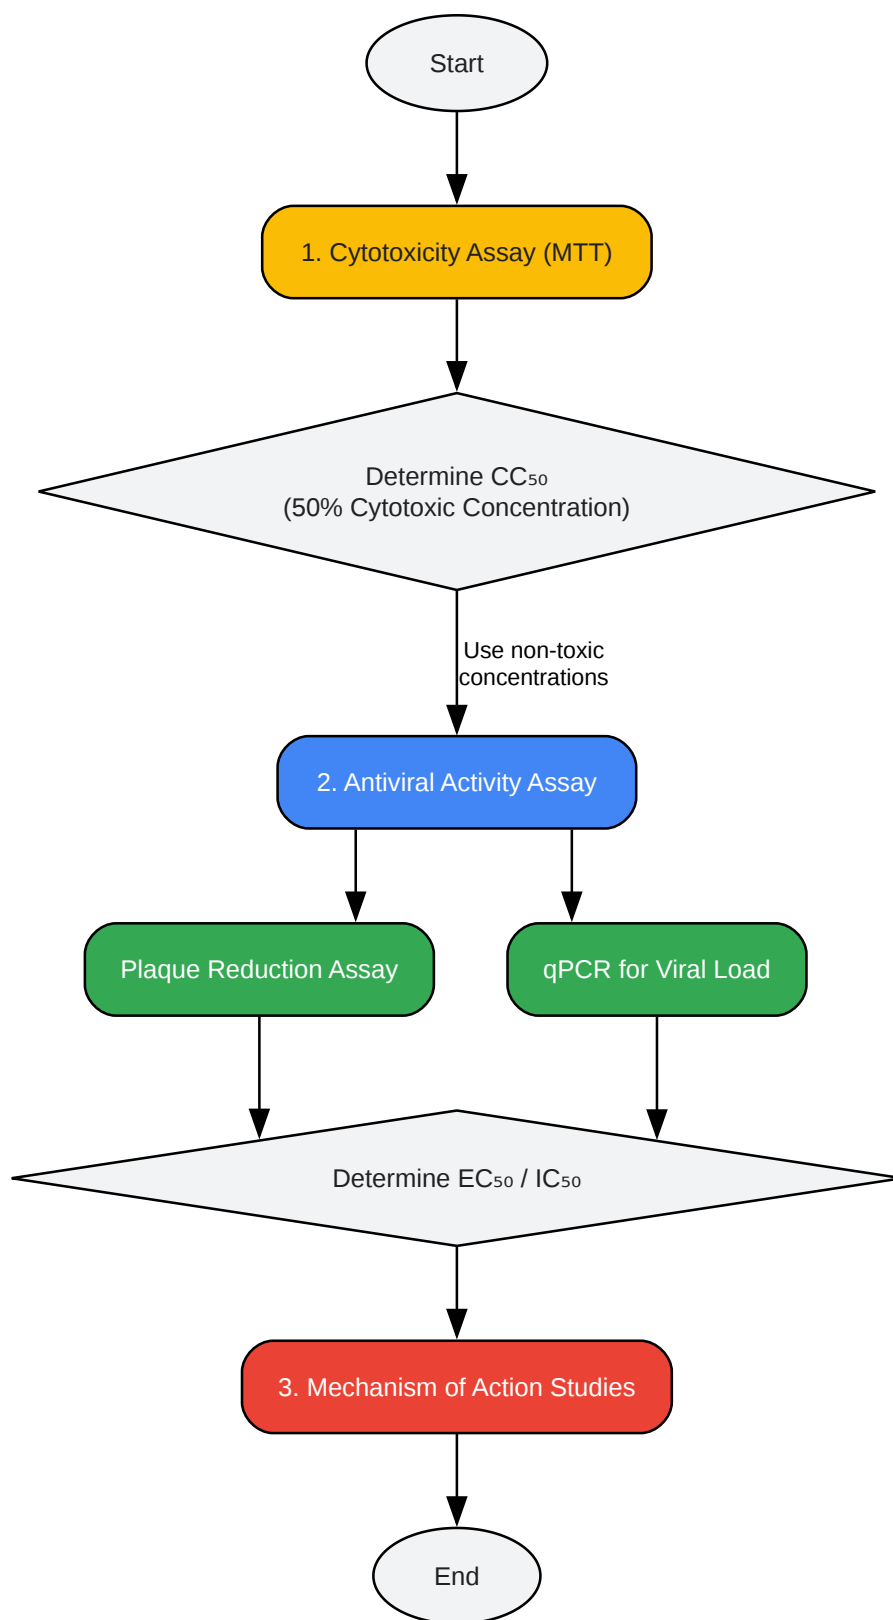 Start
1. Cytotoxicity Assay (MTT)
Determine CC₅₀
(50% Cytotoxic Concentration)
Use non-toxic
concentrations
2. Antiviral Activity Assay
Plaque Reduction Assay
qPCR for Viral Load
Determine EC₅₀ / IC₅₀
3. Mechanism of Action Studies
End